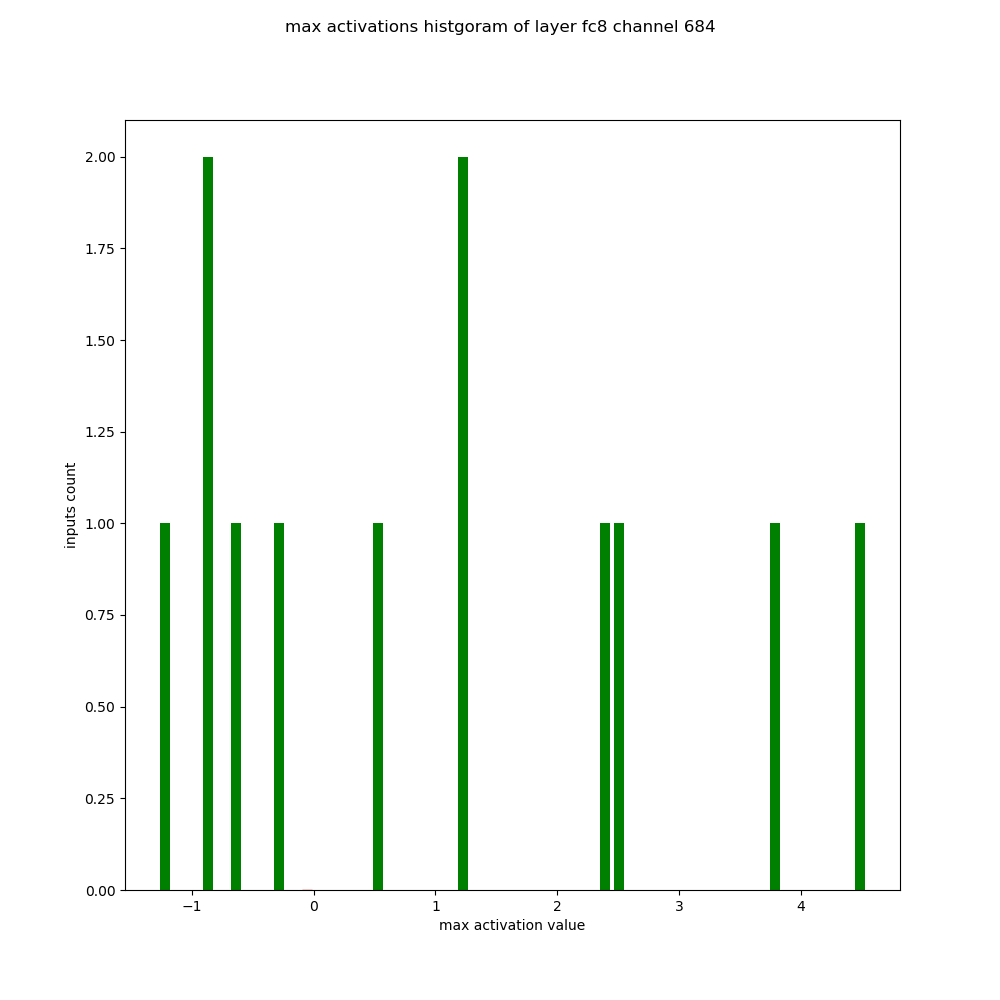 max activations histgoram of layer fc8 channel 684
2.00
1.75
1.50
1.25
1.00
0.75
0.50
0.25
0.00
inputs count
−1 0 1 2 3 4
max activation value